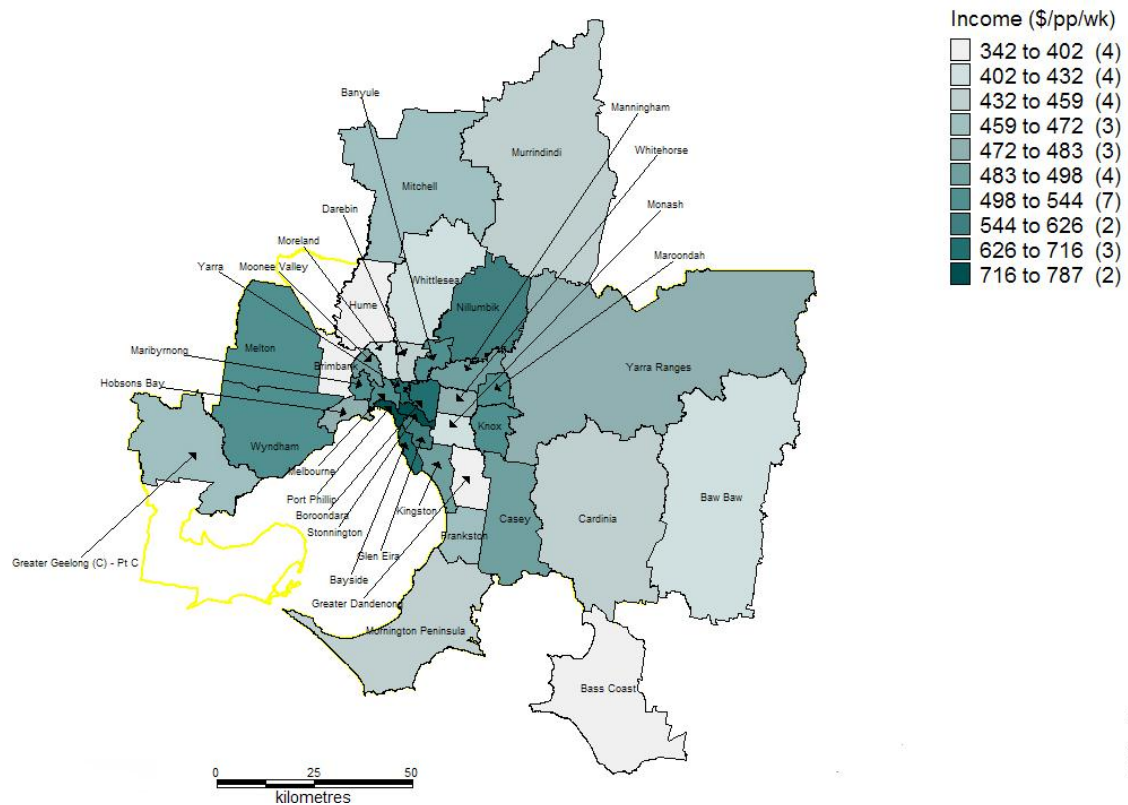 Income ($/pp/wk)
342 to 402 (4)
402 to 432 (4)
432 to 459 (4)
459 to 472 (3)
472 to 483 (3)
483 to 498 (4)
498 to 544 (7)
544 to 626 (2)
626 to 716 (3)
716 to 787 (2)
Banyule
Manningham
Murrindindi
Whitehorse
Mitchell
Darebin
Monash
Moreland
Maroondah
Yarra
Moonee Valley
Whittlesea
Hume
Nillumbik
Melton
Maribyrnong
Brimbank
Yarra Ranges
Hobsons Bay
Knox
Wyndham
Melbourne
Port Phillip
Boroondara
Kingston
Stonnington
Casey
Cardinia
Baw Baw
Frankston
Glen Eira
Greater Geelong (C) - Pt C
Bayside
Greater Dandenong
Mornington Peninsula
Bass Coast
0 25 50
kilometres